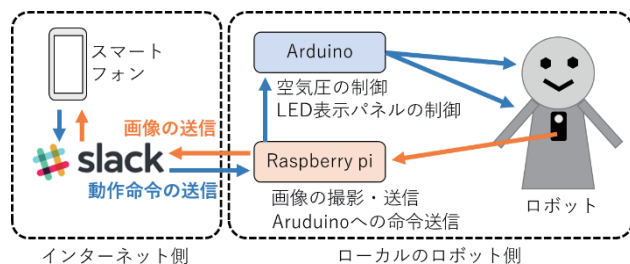 スマート
フォン
画像の送信
slack
動作命令の送信
インターネット側
Arduino
空気圧の制御
LED表示パネルの制御
Raspberry pi
画像の撮影・送信
Aruduinoへの命令送信
ロボット
ローカルのロボット側